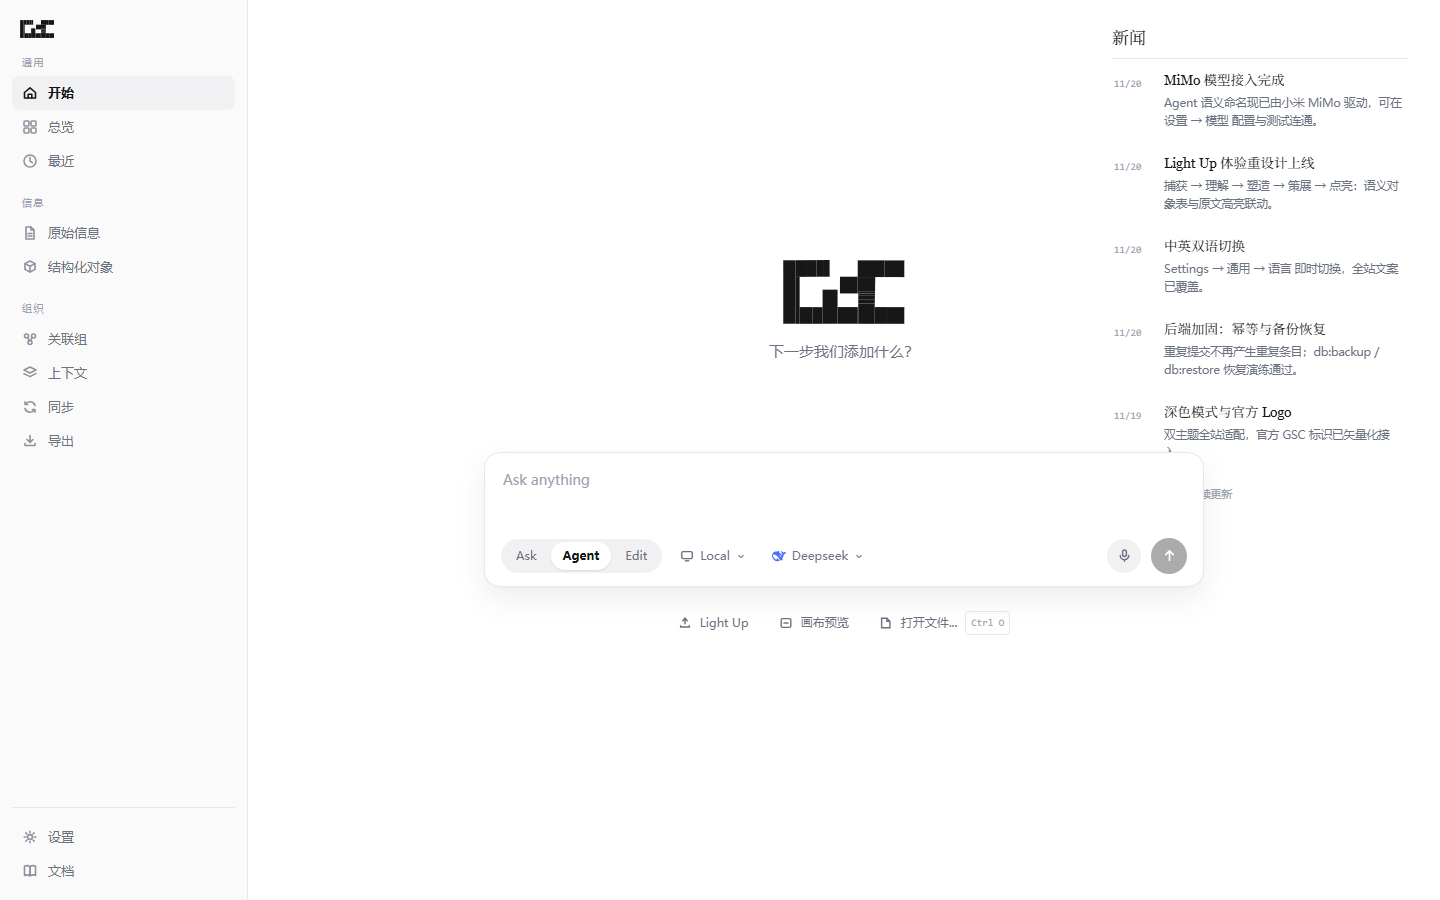 通用
开始
总览
最近
信息
原始信息
结构化对象
组织
关联组
上下文
同步
导出
设置
文档
下一步我们添加什么?
Ask anything
Ask
Agent
Edit
Local
Deepseek
Light Up
画布预览
打开文件...
Ctrl O
新闻
11/20
MiMo 模型接入完成
Agent 语义命名现已由小米 MiMo 驱动，可在
设置 → 模型 配置与测试连通。
11/20
Light Up 体验重设计上线
捕获 → 理解 → 塑造 → 策展 → 点亮：语义对
象表与原文高亮联动。
11/20
中英双语切换
Settings → 通用 → 语言 即时切换，全站文案
已覆盖。
11/20
后端加固：幂等与备份恢复
重复提交不再产生重复条目；db:backup /
db:restore 恢复演练通过。
11/19
深色模式与官方 Logo
双主题全站适配，官方 GSC 标识已矢量化接
续更新